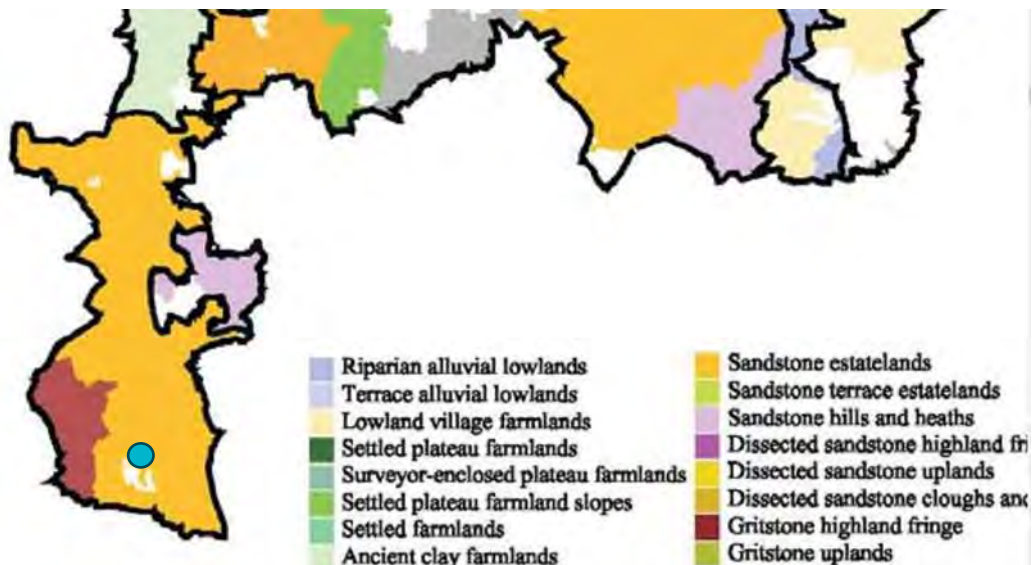 Riparian alluvial lowlands
Terrace alluvial lowlands
Lowland village farmlands
Settled plateau farmlands
Surveyor-enclosed plateau farmlands
Settled plateau farmland slopes
Settled farmlands
Ancient clay farmlands
Sandstone estatelands
Sandstone terrace estatelands
Sandstone hills and heaths
Dissected sandstone highland fri
Dissected sandstone uplands
Dissected sandstone cloughs and
Gritstone highland fringe
Gritstone uplands